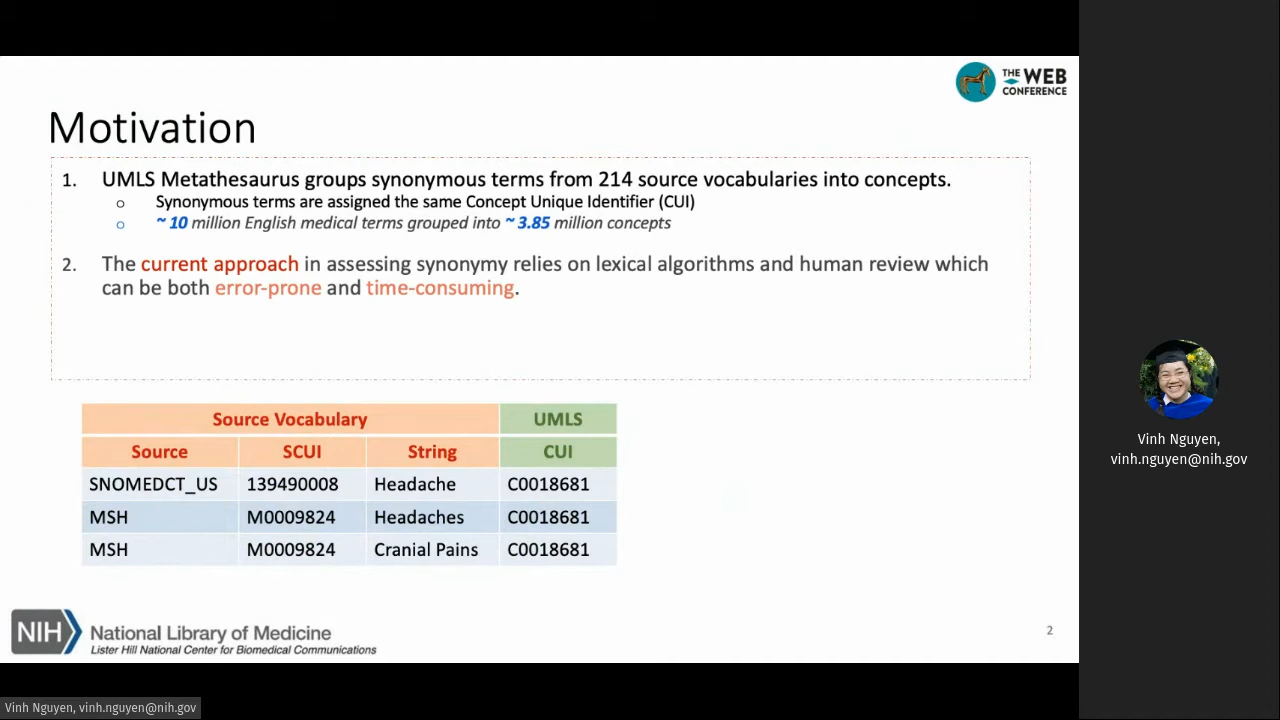 THE WEB
CONFERENCE
Motivation
1. UMLS Metathesaurus groups synonymous terms from 214 source vocabularies into concepts.
o Synonymous terms are assigned the same Concept Unique Identifier (CUI)
o ~ 10 million English medical terms grouped into ~ 3.85 million concepts
2. The current approach in assessing synonymy relies on lexical algorithms and human review which
can be both error-prone and time-consuming.
Source Vocabulary UMLS
Source SCUI String CUI
SNOMEDCT_US 139490008 Headache C0018681
MSH M0009824 Headaches C0018681
MSH M0009824 Cranial Pains C0018681
NIH National Library of Medicine
Lister Hill National Center for Biomedical Communications
2
Vinh Nguyen,
vinh.nguyen@nih.gov
Vinh Nguyen, vinh.nguyen@nih.gov